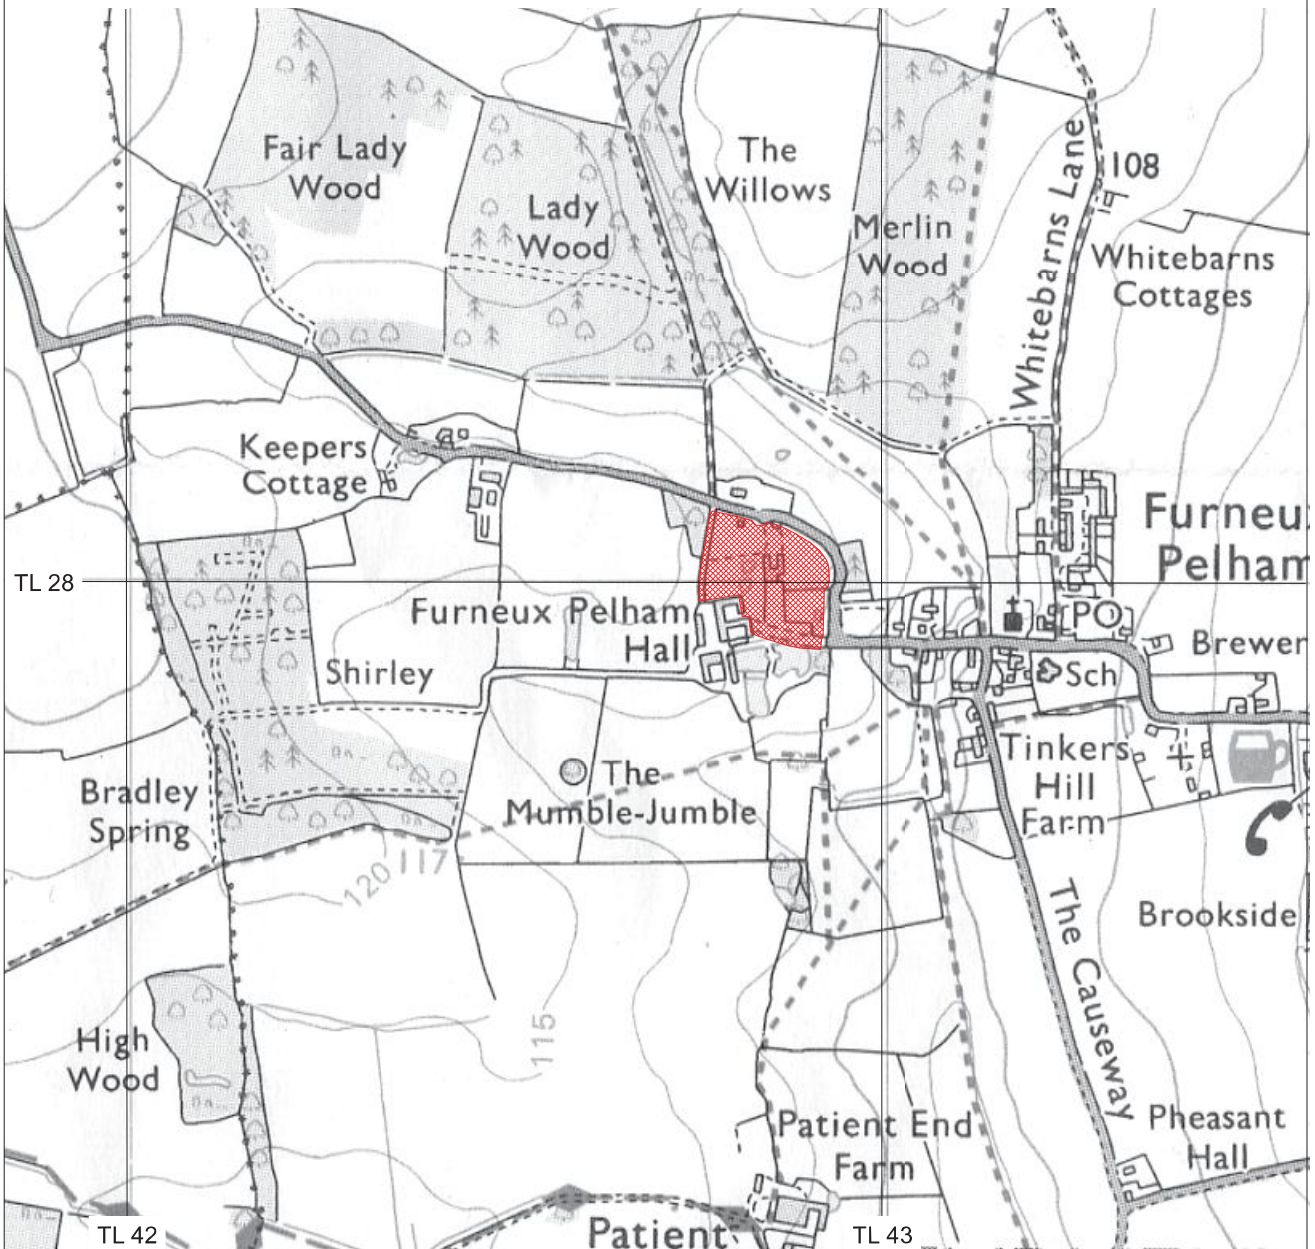 Fair Lady
Wood
The
Willows
108
Lady
Wood
Merlin
Wood
Whitebarns Lane
Whitebarns
Cottages
Keepers
Cottage
Furneu
Pelham
TL 28
Furneux Pelham
Hall
PO
Brewer
Shirley
Sch
Tinkers
Hill
Farm
The
Mumble-Jumble
Bradley
Spring
120
117
Brookside
The Causeway
115
High
Wood
Patient End
Farm
Pheasant
Hall
TL 42
Patient
TL 43